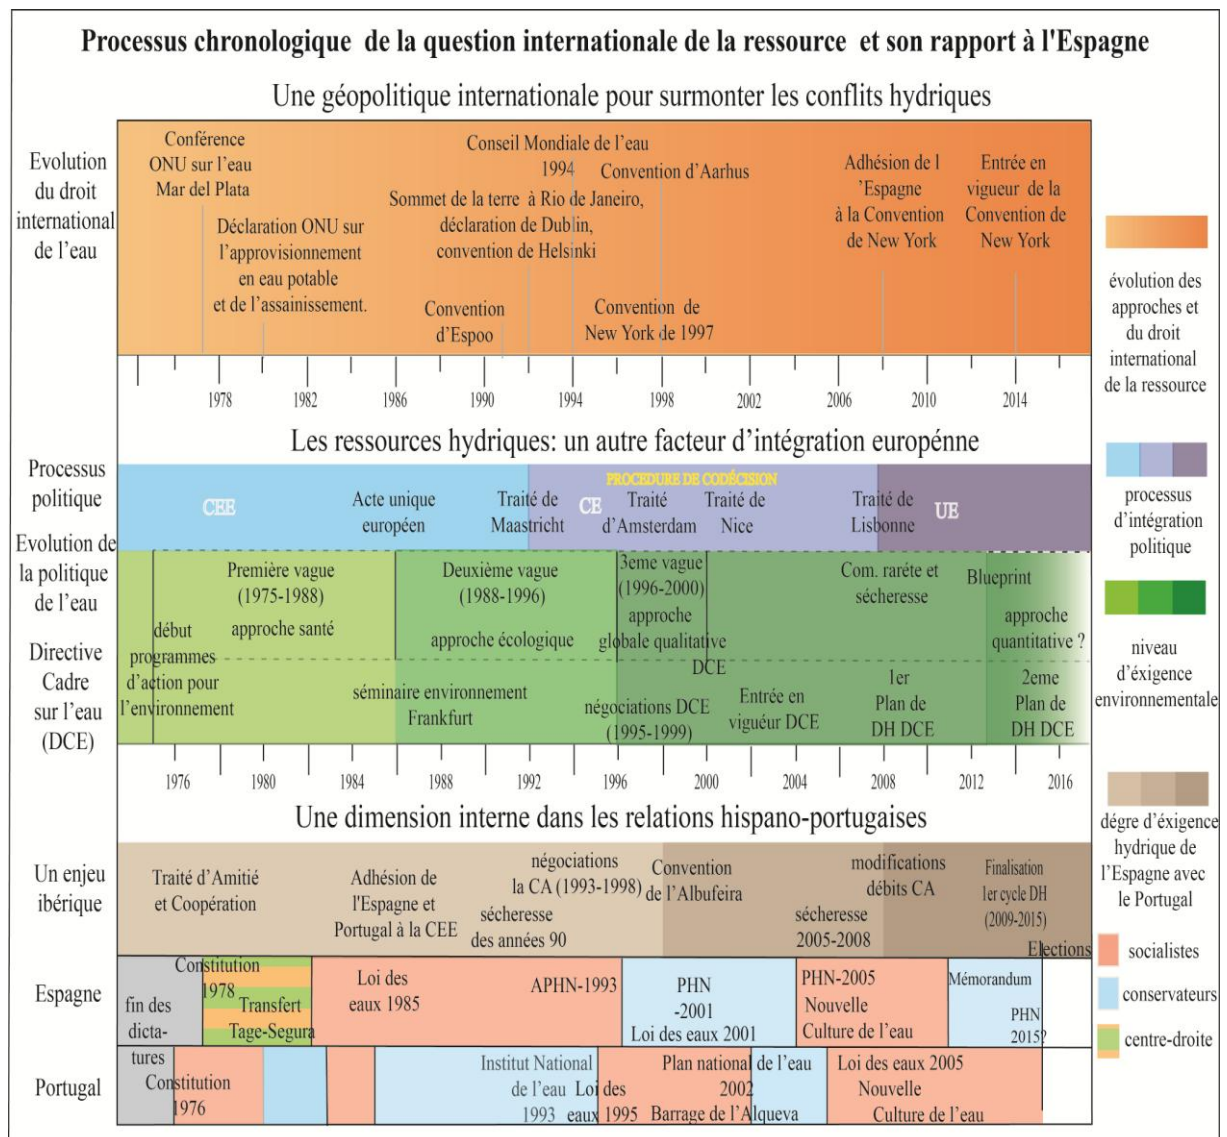 Processus chronologique de la question internationale de la ressource et son rapport à l'Espagne
Une géopolitique internationale pour surmonter les conflits hydriques
Evolution
du droit
international
de l'eau
Conférence
ONU sur l'eau
Mar del Plata
Déclaration ONU sur
l'approvisionnement
en eau potable
et de l'assainissement.
Conseil Mondiale de l'eau
1994
Convention d'Aarhus
Sommet de la terre à Rio de Janeiro,
déclaration de Dublin,
convention de Helsinki
Convention
d'Espoo
Convention de
New York de 1997
Adhésion de l
'Espagne
à la Convention
de New York
Entrée en
vigueur de la
Convention de
New York
1978 1982 1986 1990 1994 1998 2002 2006 2010 2014
évolution des
approches et
du droit
international
de la ressource
Les ressources hydriques: un autre facteur d'intégration europénne
Processus
politique
CEE
Acte unique
européen
Traité de
Maastricht
PROCEDURE DE CODÉCISION
CE
Traité
d'Amsterdam
Traité de
Nice
Traité de
Lisbonne
UE
processus
d'intégration
politique
Evolution de
la politique
de l'eau
Première vague
(1975-1988)
approche santé
Deuxième vague
(1988-1996)
approche écologique
3eme vague
(1996-2000)
approche
globale qualitative
DCE
Com. raréte et
sécheresse
Blueprint
approche
quantitative ?
Directive
Cadre
sur l'eau
(DCE)
début
programmes
d'action pour
l'environnement
séminaire environnement
Frankfurt
négociations DCE
(1995-1999)
Entrée en
viguéur DCE
1er
Plan de
DH DCE
2eme
Plan de
DH DCE
niveau
d'éxigence
environnementale
1976 1980 1984 1988 1992 1996 2000 2004 2008 2012 2016
Une dimension interne dans les relations hispano-portugaises
Un enjeu
ibérique
Traité d'Amitié
et Coopération
Adhésion de
l'Espagne et
Portugal à la CEE
négociations
la CA (1993-1998)
sécheresse
des années 90
Convention
de l'Albufeira
modifications
débits CA
sécheresse
2005-2008
Finalisation
1er cycle DH
(2009-2015)
Elections
dégre d'éxigence
hydrique de
l'Espagne avec
le Portugal
Espagne
fin des
dicta-
tures
Constitution
1978
Transfert
Tage-Segura
Loi des
eaux 1985
APHN-1993
PHN
-2001
Loi des eaux 2001
PHN-2005
Nouvelle
Culture de l'eau
Mémorandum
PHN
2015?
socialistes
conservateurs
centre-droite
Portugal
Constitution
1976
Institut National
de l'eau
1993
Loi des
eaux 1995
Plan national de l'eau
2002
Barrage de l'Alqueva
Loi des eaux 2005
Nouvelle
Culture de l'eau